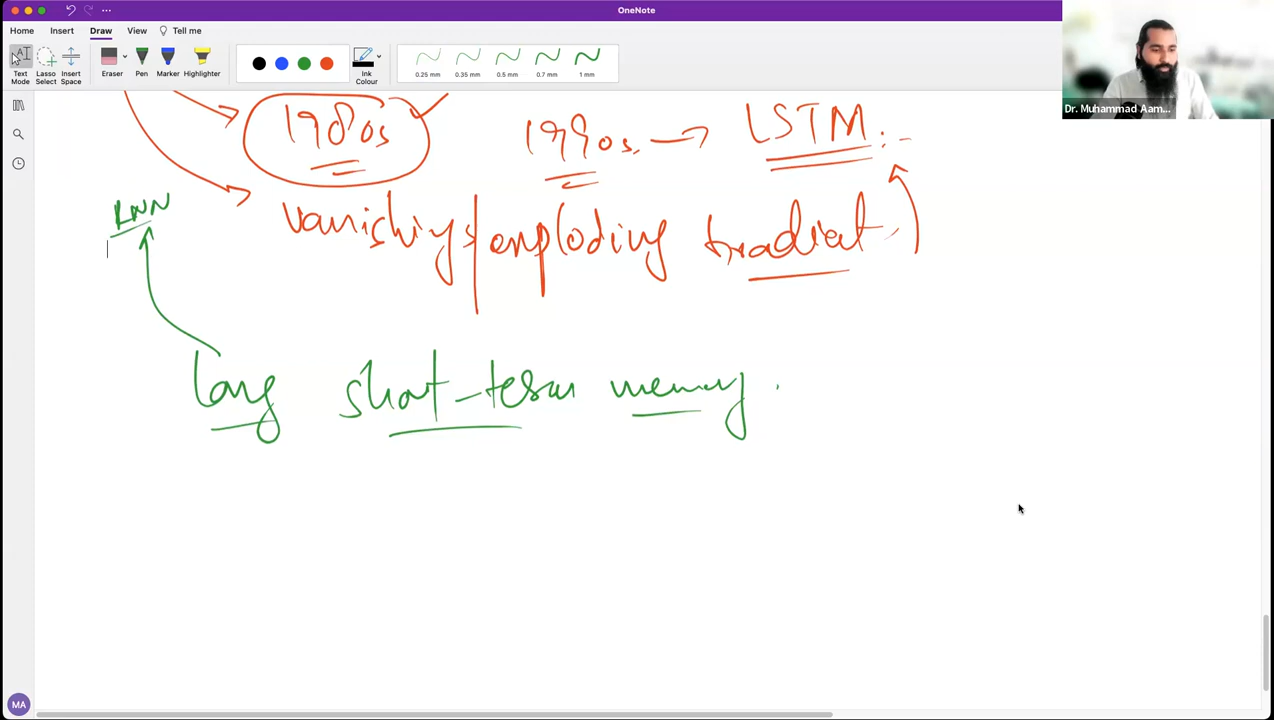 OneNote
Home Insert Draw View Tell me
Text Mode Lasso Select Insert Space Eraser Pen Marker Highlighter Ink Colour 0.25 mm 0.35 mm 0.5 mm 0.7 mm 1 mm
Dr. Muhammad Aam...
1980s 1990s. → LSTM :-
RNN
vanishing/exploding Gradient.
long short-term memory.
MA